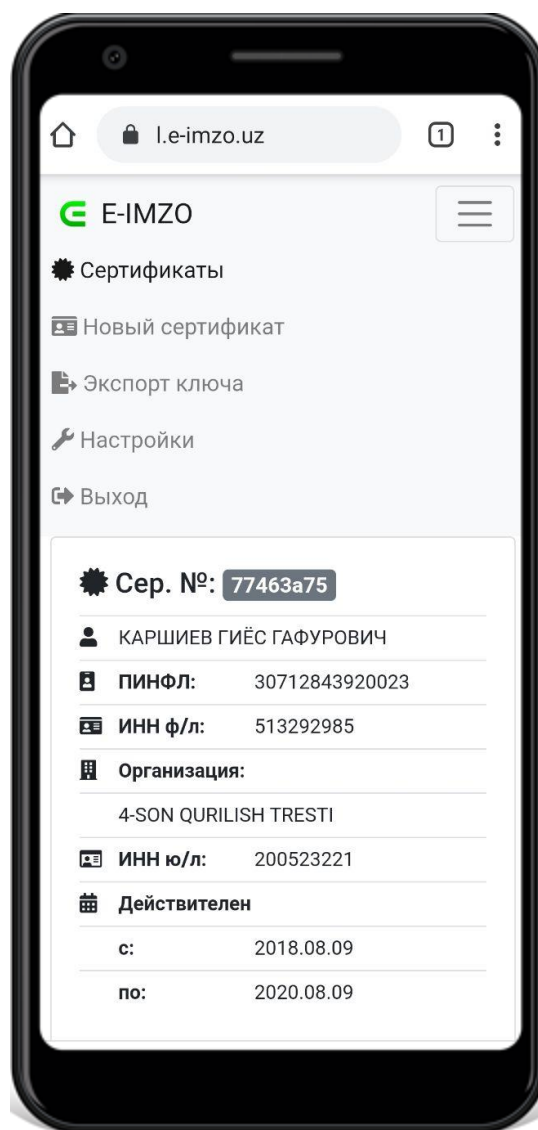 l.e-imzo.uz
1
E-IMZO
Сертификаты
Новый сертификат
Экспорт ключа
Настройки
Выход
Сер. №: 77463a75
КАРШИЕВ ГИЁС ГАФУРОВИЧ
ПИНФЛ: 30712843920023
ИНН ф/л: 513292985
Организация:
4-SON QURILISH TRESTI
ИНН ю/л: 200523221
Действителен
с: 2018.08.09
по: 2020.08.09